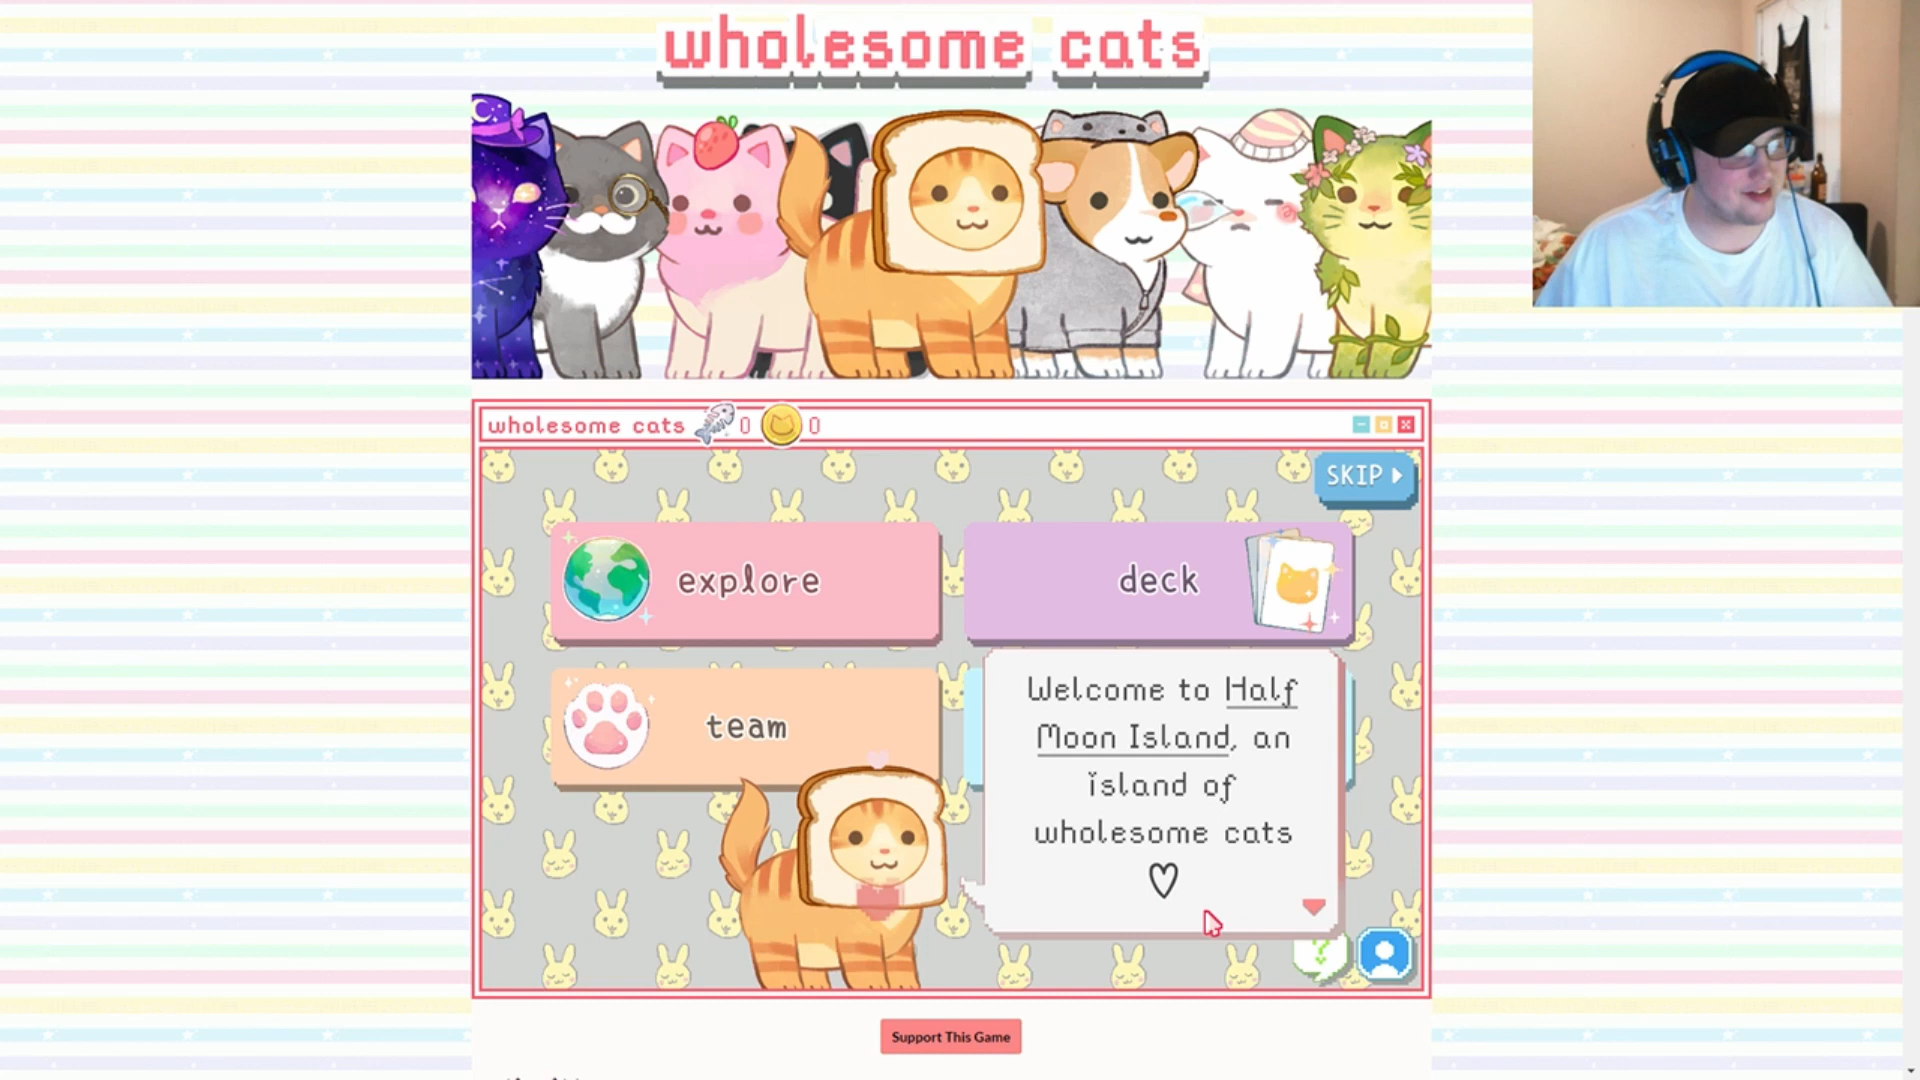 wholesome cats
wholesome cats 0 0
SKIP
explore
deck
team
Welcome to Half
Moon Island, an
island of
wholesome cats
♡
?
Support This Game